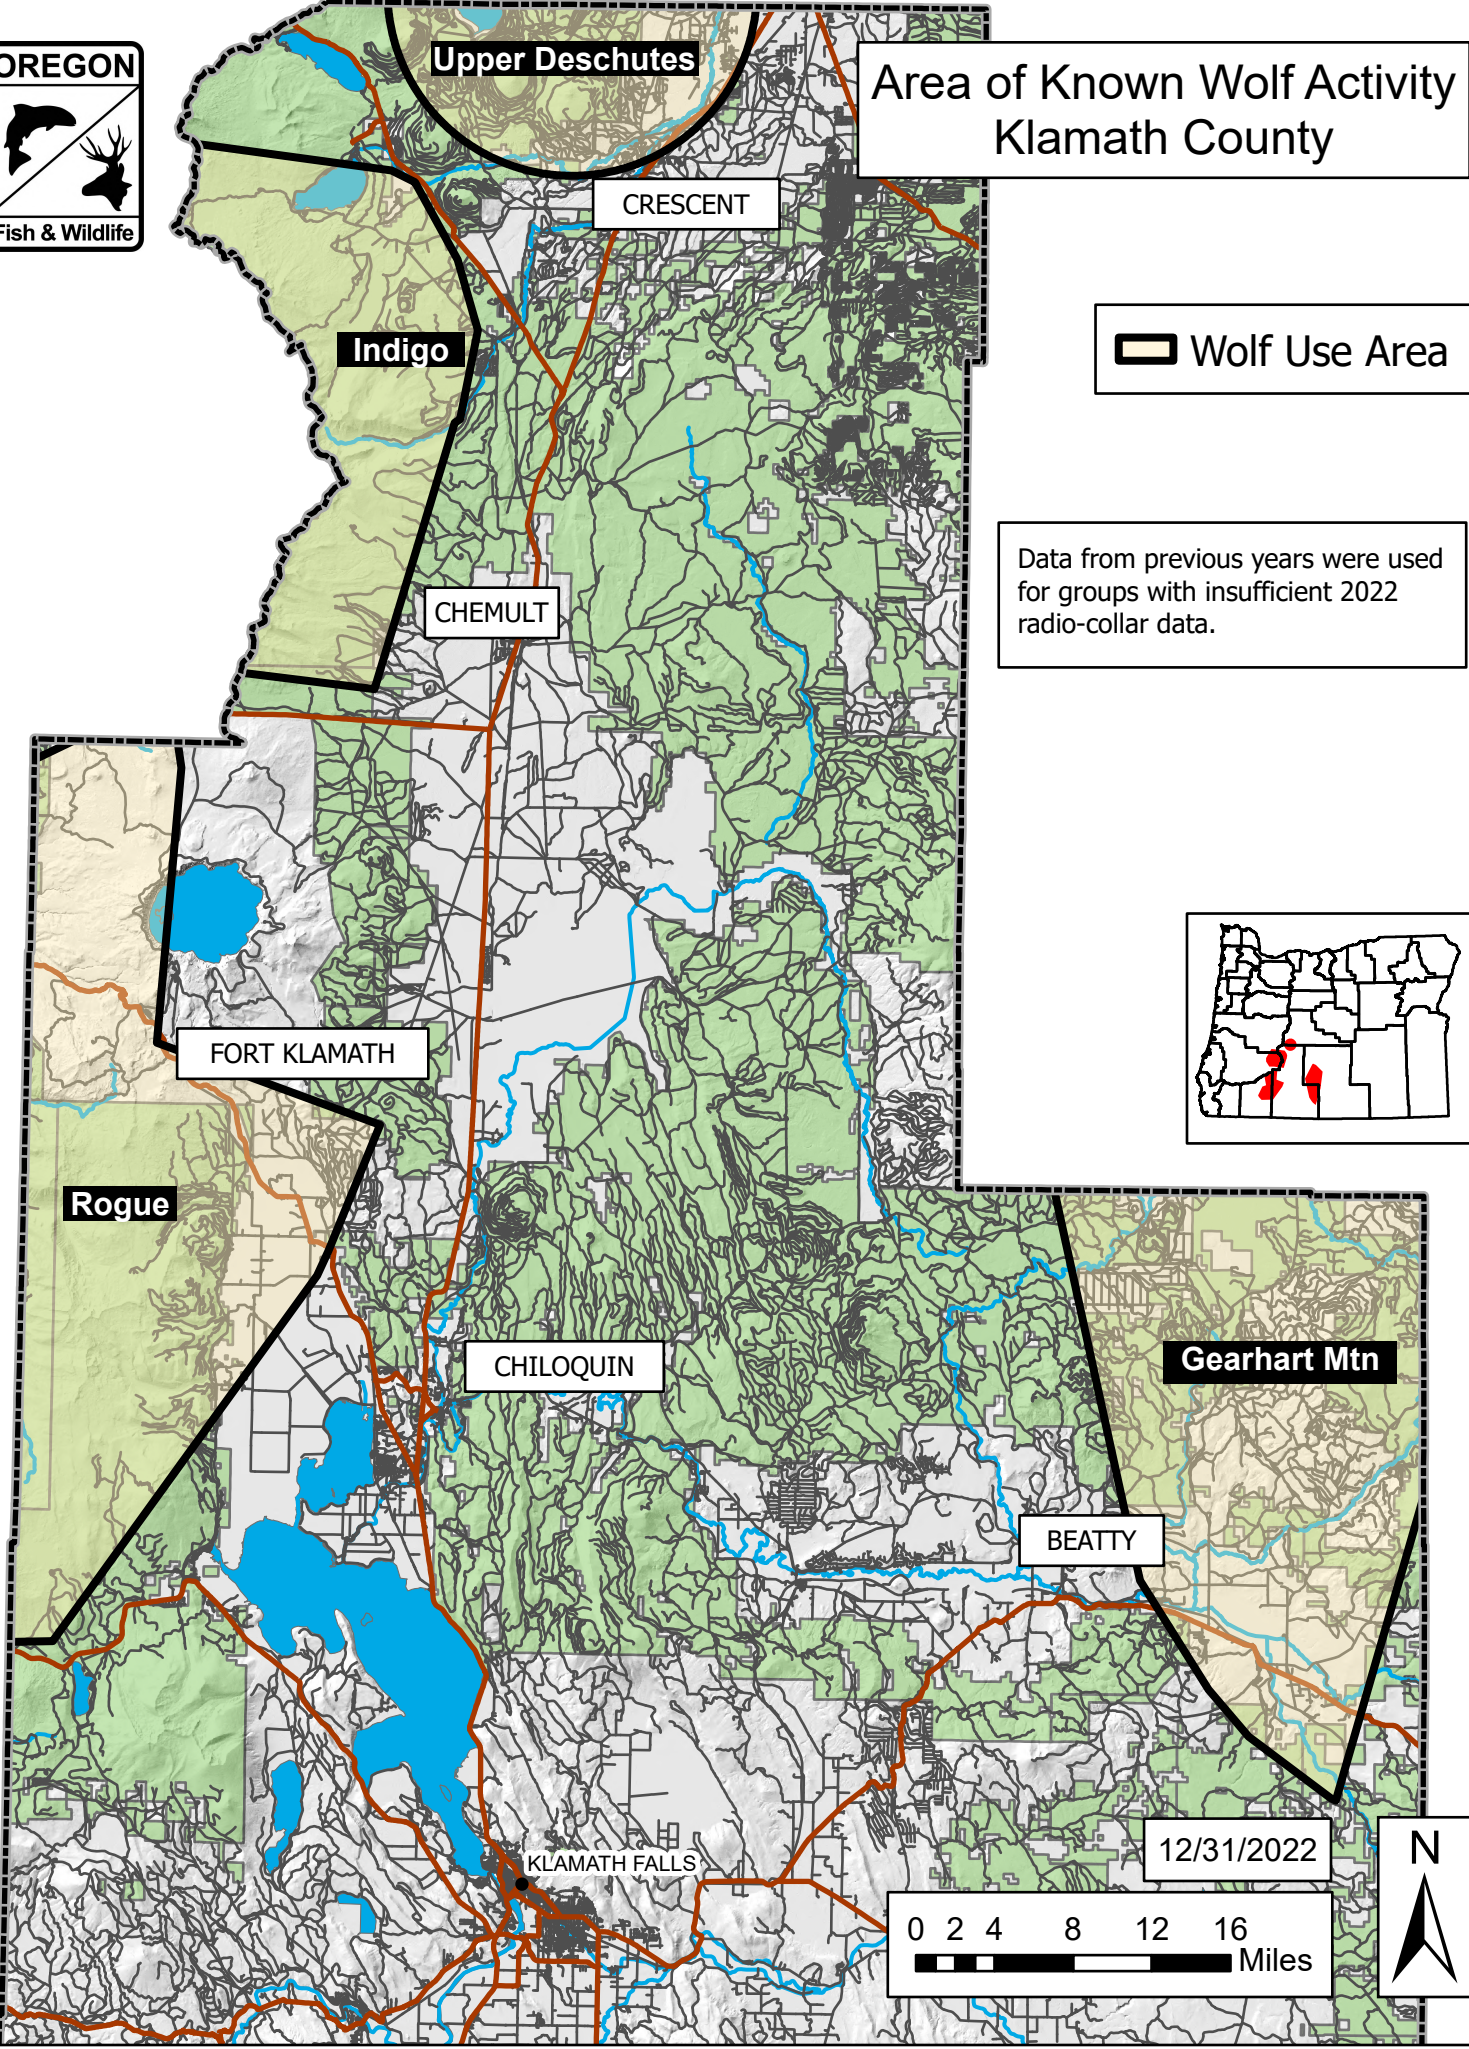 OREGON
Fish & Wildlife
Upper Deschutes
Area of Known Wolf Activity
Klamath County
CRESCENT
Indigo
Wolf Use Area
Data from previous years were used
for groups with insufficient 2022
radio-collar data.
CHEMULT
FORT KLAMATH
Rogue
CHILOQUIN
Gearhart Mtn
BEATTY
KLAMATH FALLS
12/31/2022
N
0 2 4 8 12 16
Miles